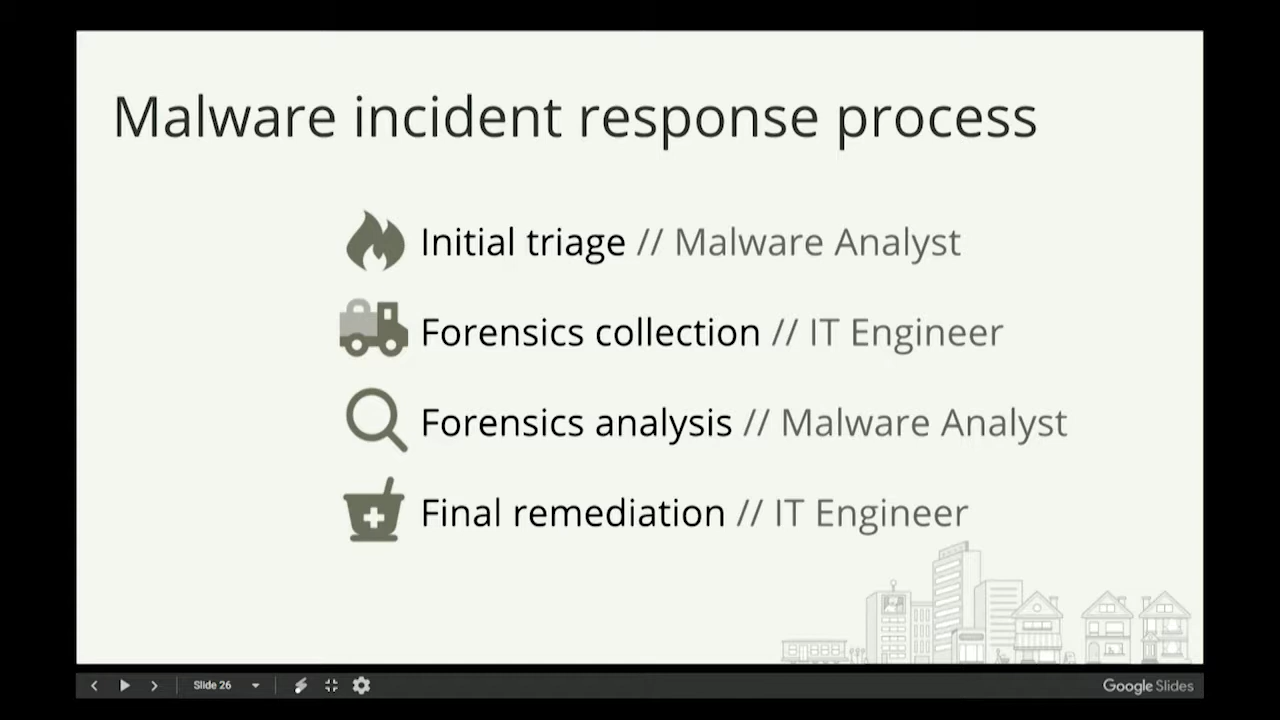 Malware incident response process
Initial triage // Malware Analyst
Forensics collection // IT Engineer
Forensics analysis // Malware Analyst
Final remediation // IT Engineer
Slide 26
Google Slides